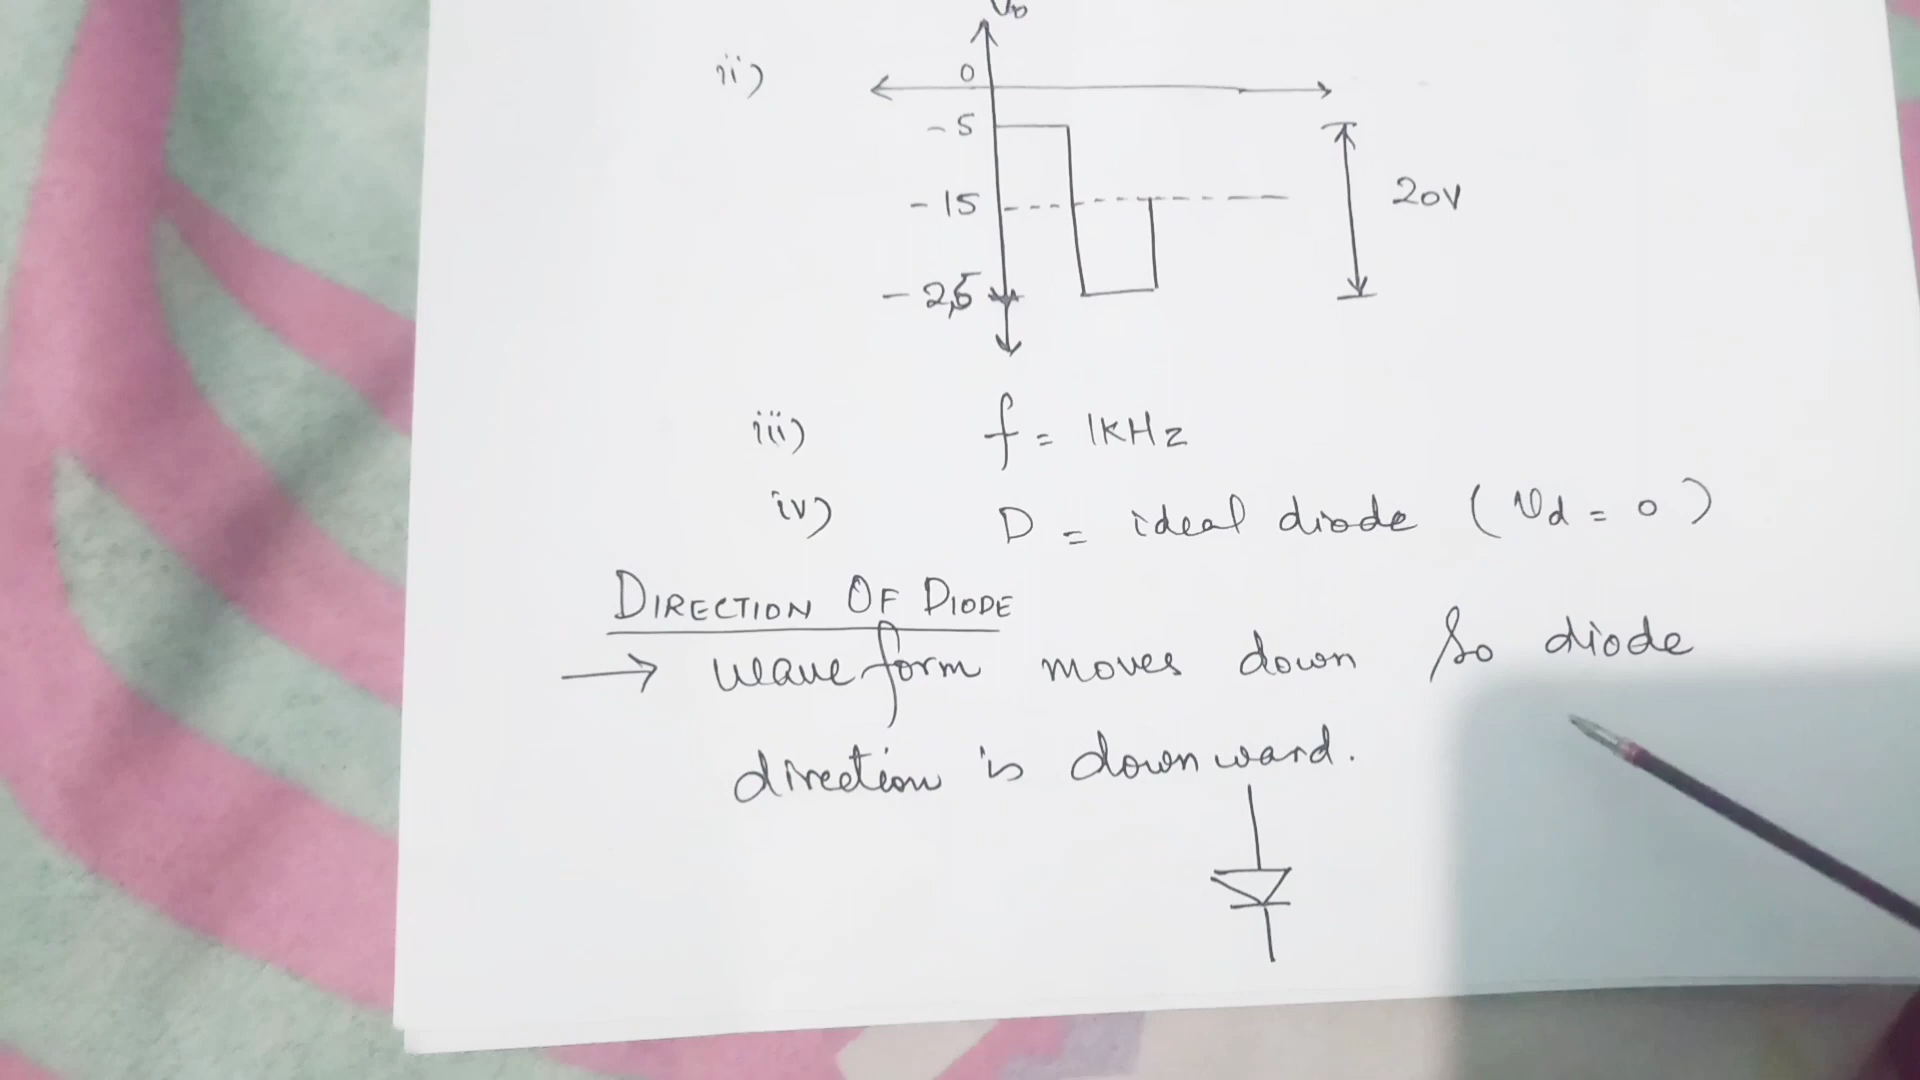 ii)
0
-5
-15
20V
-25
iii) f = 1KHz
iv) D = ideal diode ( Vd = 0 )
DIRECTION OF DIODE
→ waveform moves down So diode
direction is downward.